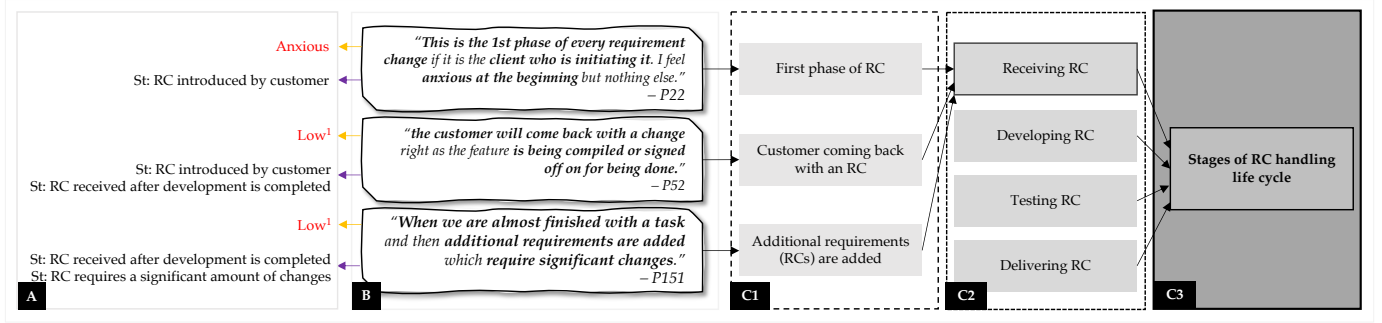 Anxious
St: RC introduced by customer
Low1
St: RC introduced by customer
St: RC received after development is completed
Low1
St: RC received after development is completed
St: RC requires a significant amount of changes
A
“This is the 1st phase of every requirement
change if it is the client who is initiating it. I feel
anxious at the beginning but nothing else.”
– P22
“the customer will come back with a change
right as the feature is being compiled or signed
off on for being done.”
– P52
“When we are almost finished with a task
and then additional requirements are added
which require significant changes.”
– P151
B
First phase of RC
Customer coming back
with an RC
Additional requirements
(RCs) are added
C1
Receiving RC
Developing RC
Testing RC
Delivering RC
C2
Stages of RC handling
life cycle
C3